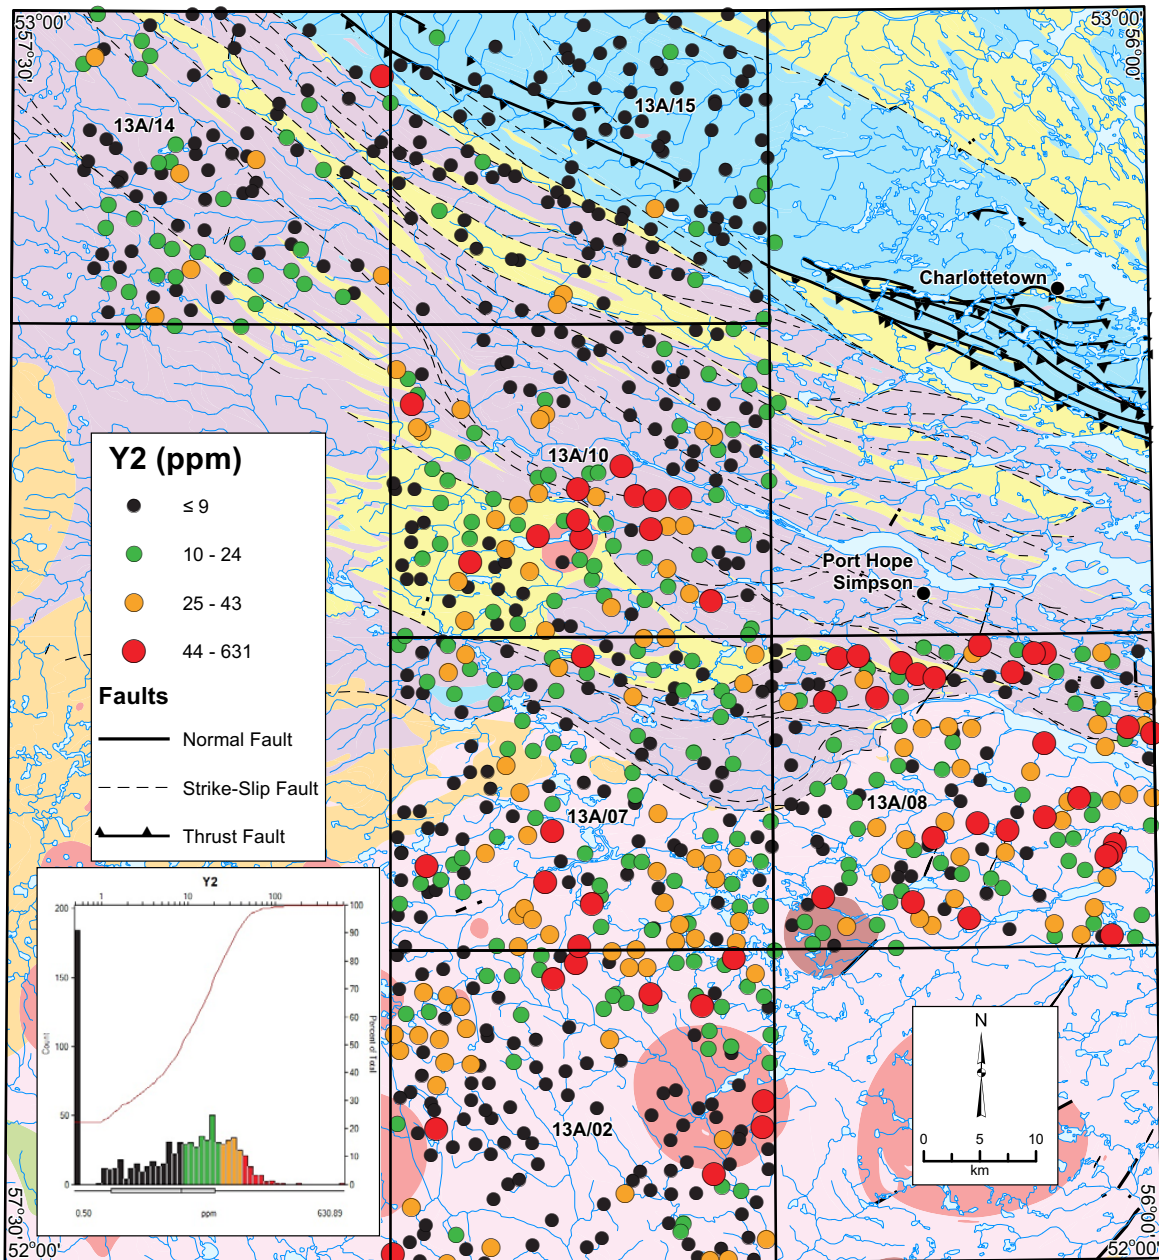 53°00'
57°30'
53°00'
56°00'
13A/14
13A/15
Charlottetown
13A/10
Port Hope
Simpson
13A/07
13A/08
13A/02
Y2 (ppm)
≤ 9
10 - 24
25 - 43
44 - 631
Faults
Normal Fault
Strike-Slip Fault
Thrust Fault
Y2
1 10 100
200
150
100
50
0
Count
100
90
80
70
60
50
40
30
20
10
0
Percent of Total
0.50 ppm 630.89
N
0 5 10
km
57°30'
52°00'
56°00'
52°00'